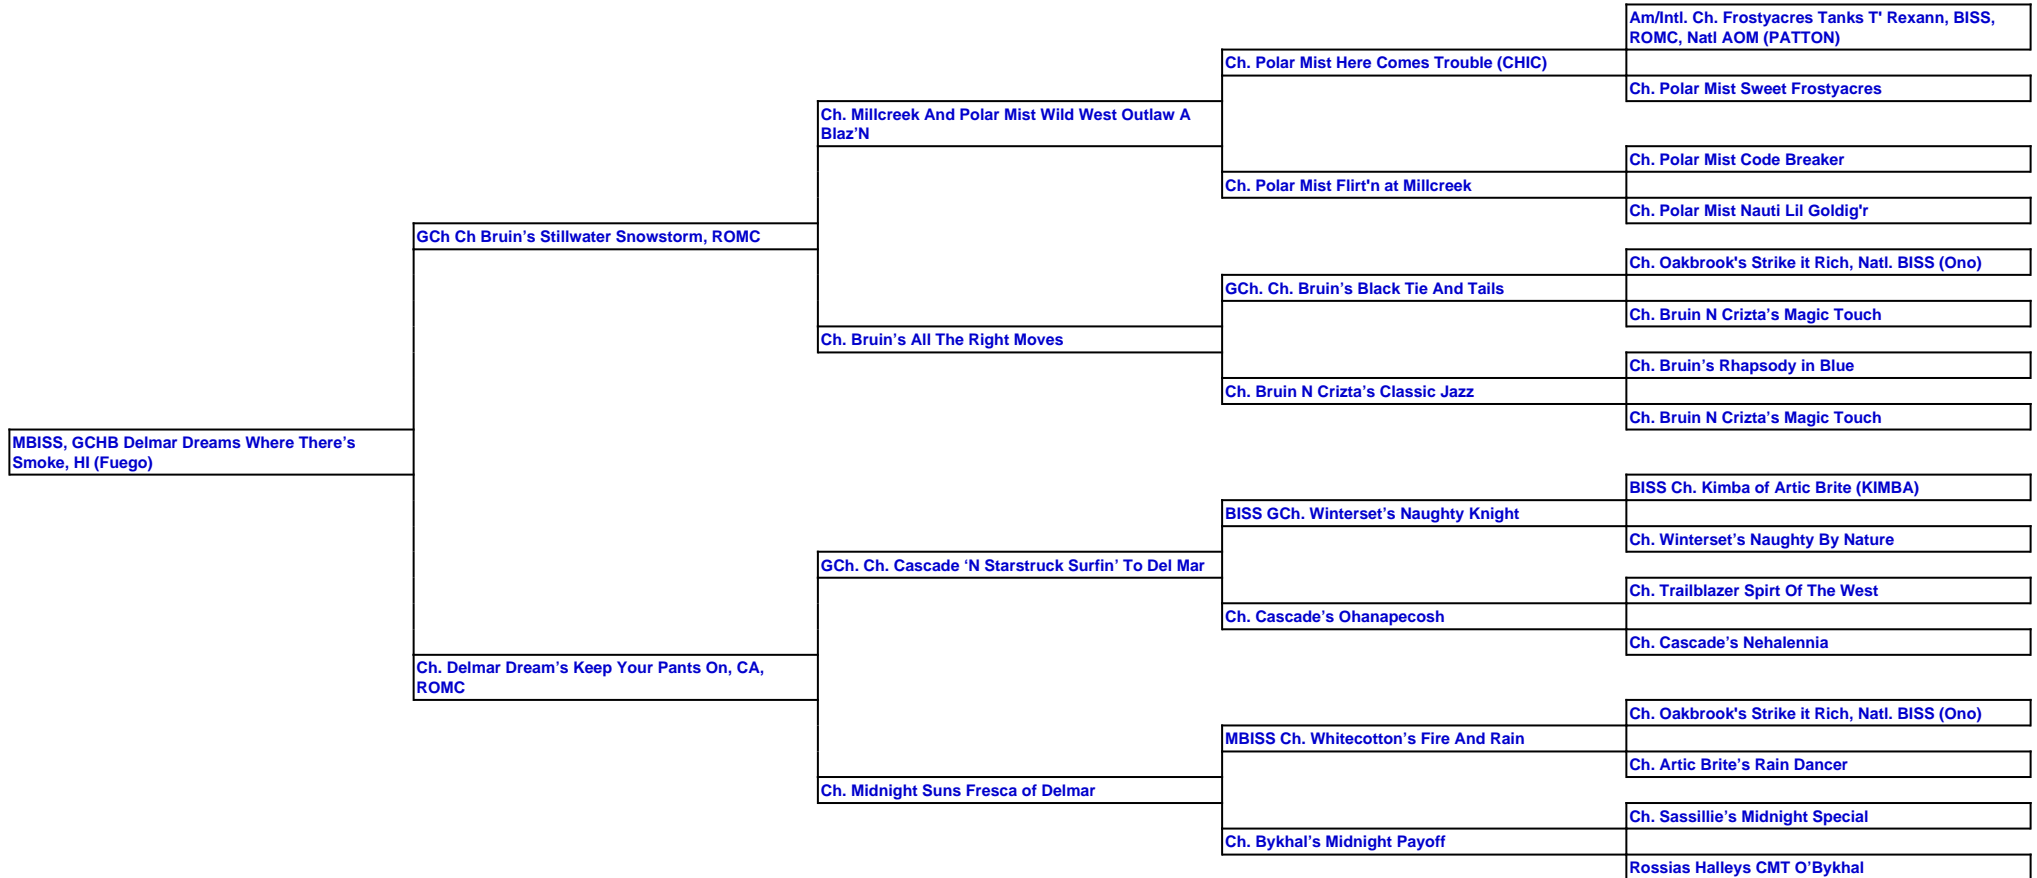 Am/Intl. Ch. Frostyacres Tanks T' Rexann, BISS,
ROMC, Natl AOM (PATTON)
Ch. Polar Mist Here Comes Trouble (CHIC)
Ch. Polar Mist Sweet Frostyacres
Ch. Millcreek And Polar Mist Wild West Outlaw A
Blaz’N
Ch. Polar Mist Code Breaker
Ch. Polar Mist Flirt'n at Millcreek
Ch. Polar Mist Nauti Lil Goldig'r
GCh Ch Bruin’s Stillwater Snowstorm, ROMC
Ch. Oakbrook's Strike it Rich, Natl. BISS (Ono)
GCh. Ch. Bruin’s Black Tie And Tails
Ch. Bruin N Crizta’s Magic Touch
Ch. Bruin’s All The Right Moves
Ch. Bruin’s Rhapsody in Blue
Ch. Bruin N Crizta’s Classic Jazz
Ch. Bruin N Crizta’s Magic Touch
MBISS, GCHB Delmar Dreams Where There’s
Smoke, HI (Fuego)
BISS Ch. Kimba of Artic Brite (KIMBA)
BISS GCh. Winterset’s Naughty Knight
Ch. Winterset’s Naughty By Nature
GCh. Ch. Cascade ‘N Starstruck Surfin’ To Del Mar
Ch. Trailblazer Spirt Of The West
Ch. Cascade’s Ohanapecosh
Ch. Cascade’s Nehalennia
Ch. Delmar Dream’s Keep Your Pants On, CA,
ROMC
Ch. Oakbrook's Strike it Rich, Natl. BISS (Ono)
MBISS Ch. Whitecotton’s Fire And Rain
Ch. Artic Brite’s Rain Dancer
Ch. Midnight Suns Fresca of Delmar
Ch. Sassillie’s Midnight Special
Ch. Bykhal’s Midnight Payoff
Rossias Halleys CMT O’Bykhal